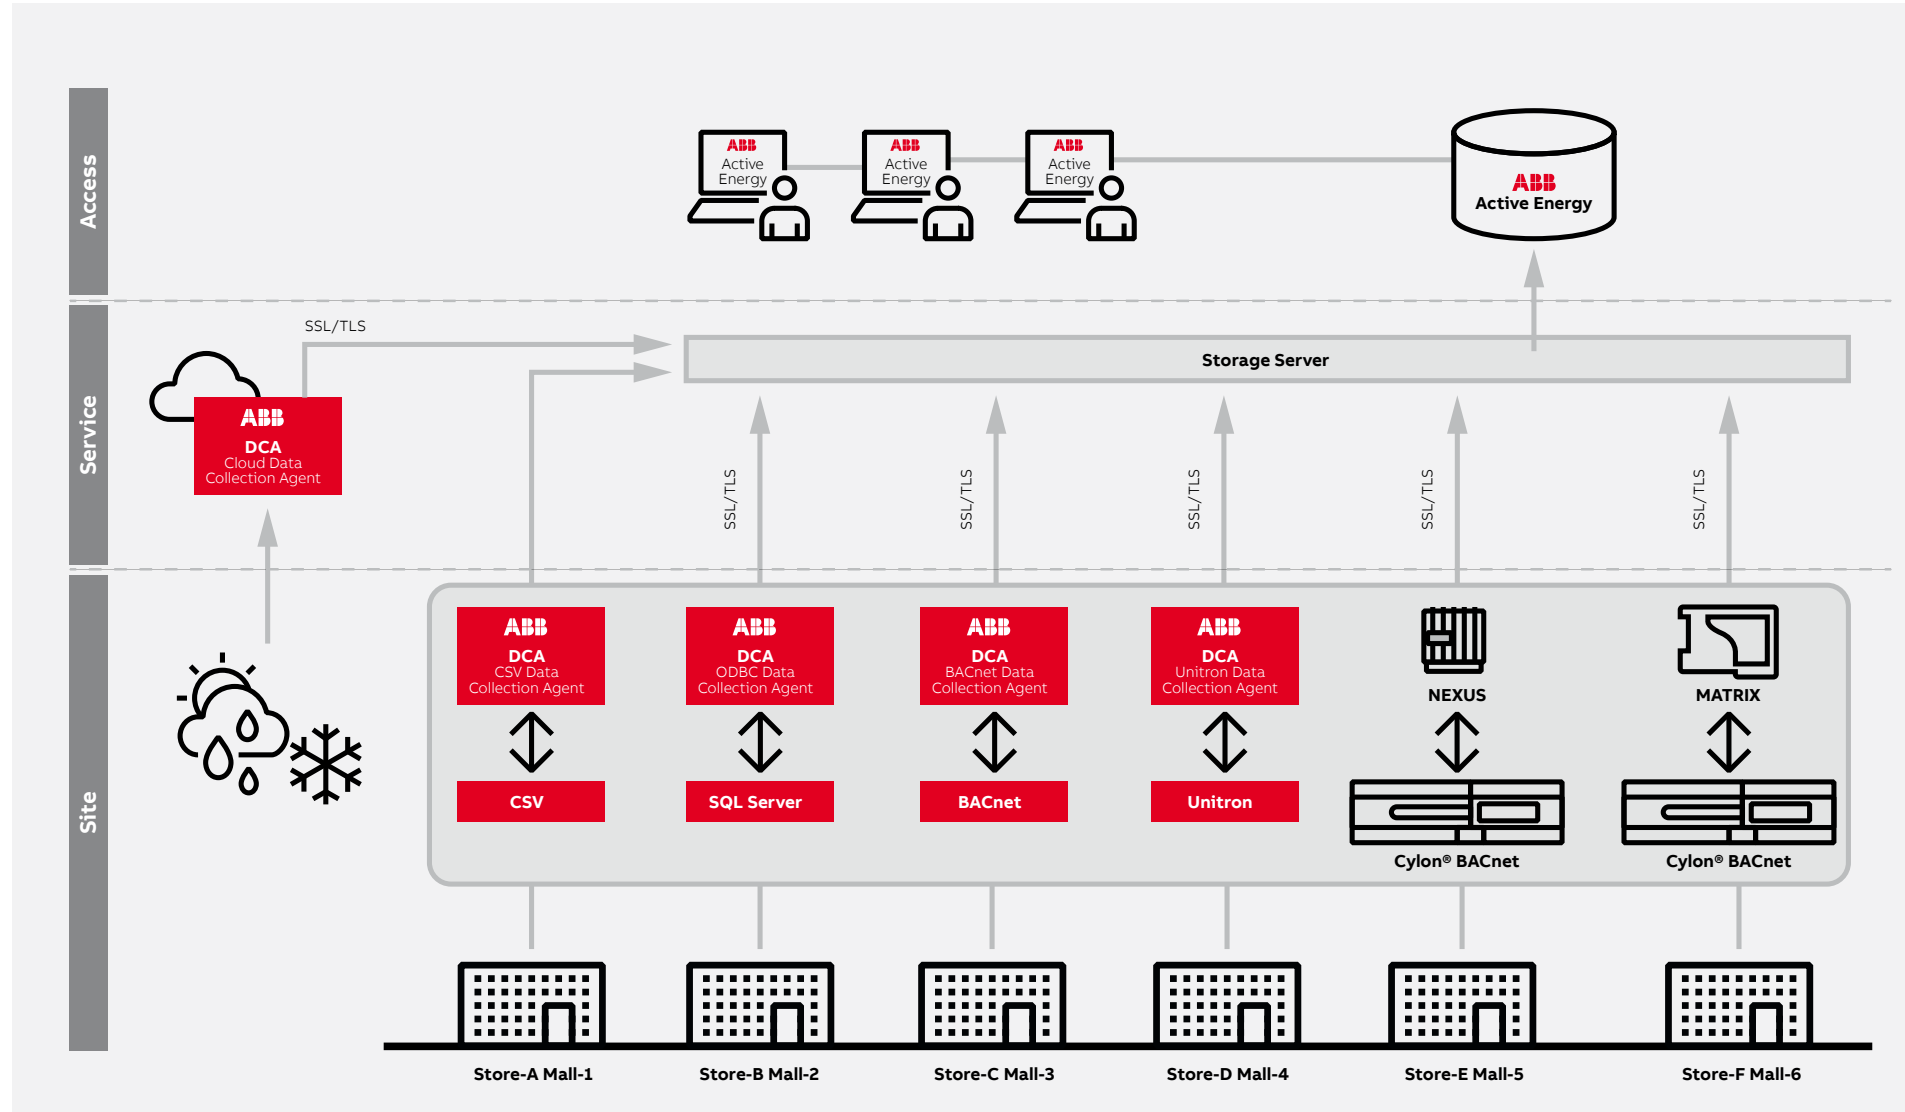 Access
ABB
Active
Energy
ABB
Active
Energy
ABB
Active
Energy
ABB
Active Energy
Service
SSL/TLS
Storage Server
ABB
DCA
Cloud Data
Collection Agent
SSL/TLS
SSL/TLS
SSL/TLS
SSL/TLS
SSL/TLS
Site
ABB
DCA
CSV Data
Collection Agent
ABB
DCA
ODBC Data
Collection Agent
ABB
DCA
BACnet Data
Collection Agent
ABB
DCA
Unitron Data
Collection Agent
NEXUS
MATRIX
CSV
SQL Server
BACnet
Unitron
Cylon® BACnet
Cylon® BACnet
Store-A Mall-1
Store-B Mall-2
Store-C Mall-3
Store-D Mall-4
Store-E Mall-5
Store-F Mall-6